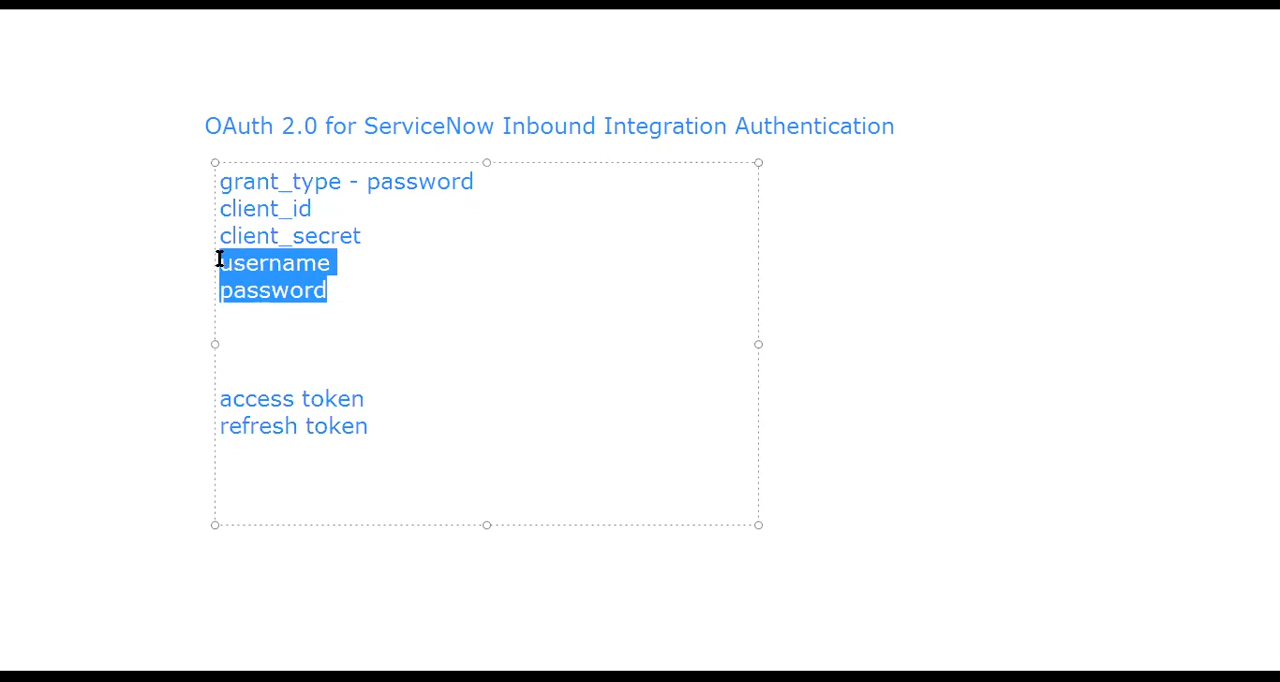 OAuth 2.0 for ServiceNow Inbound Integration Authentication
grant_type - password
client_id
client_secret
username
password
access token
refresh token